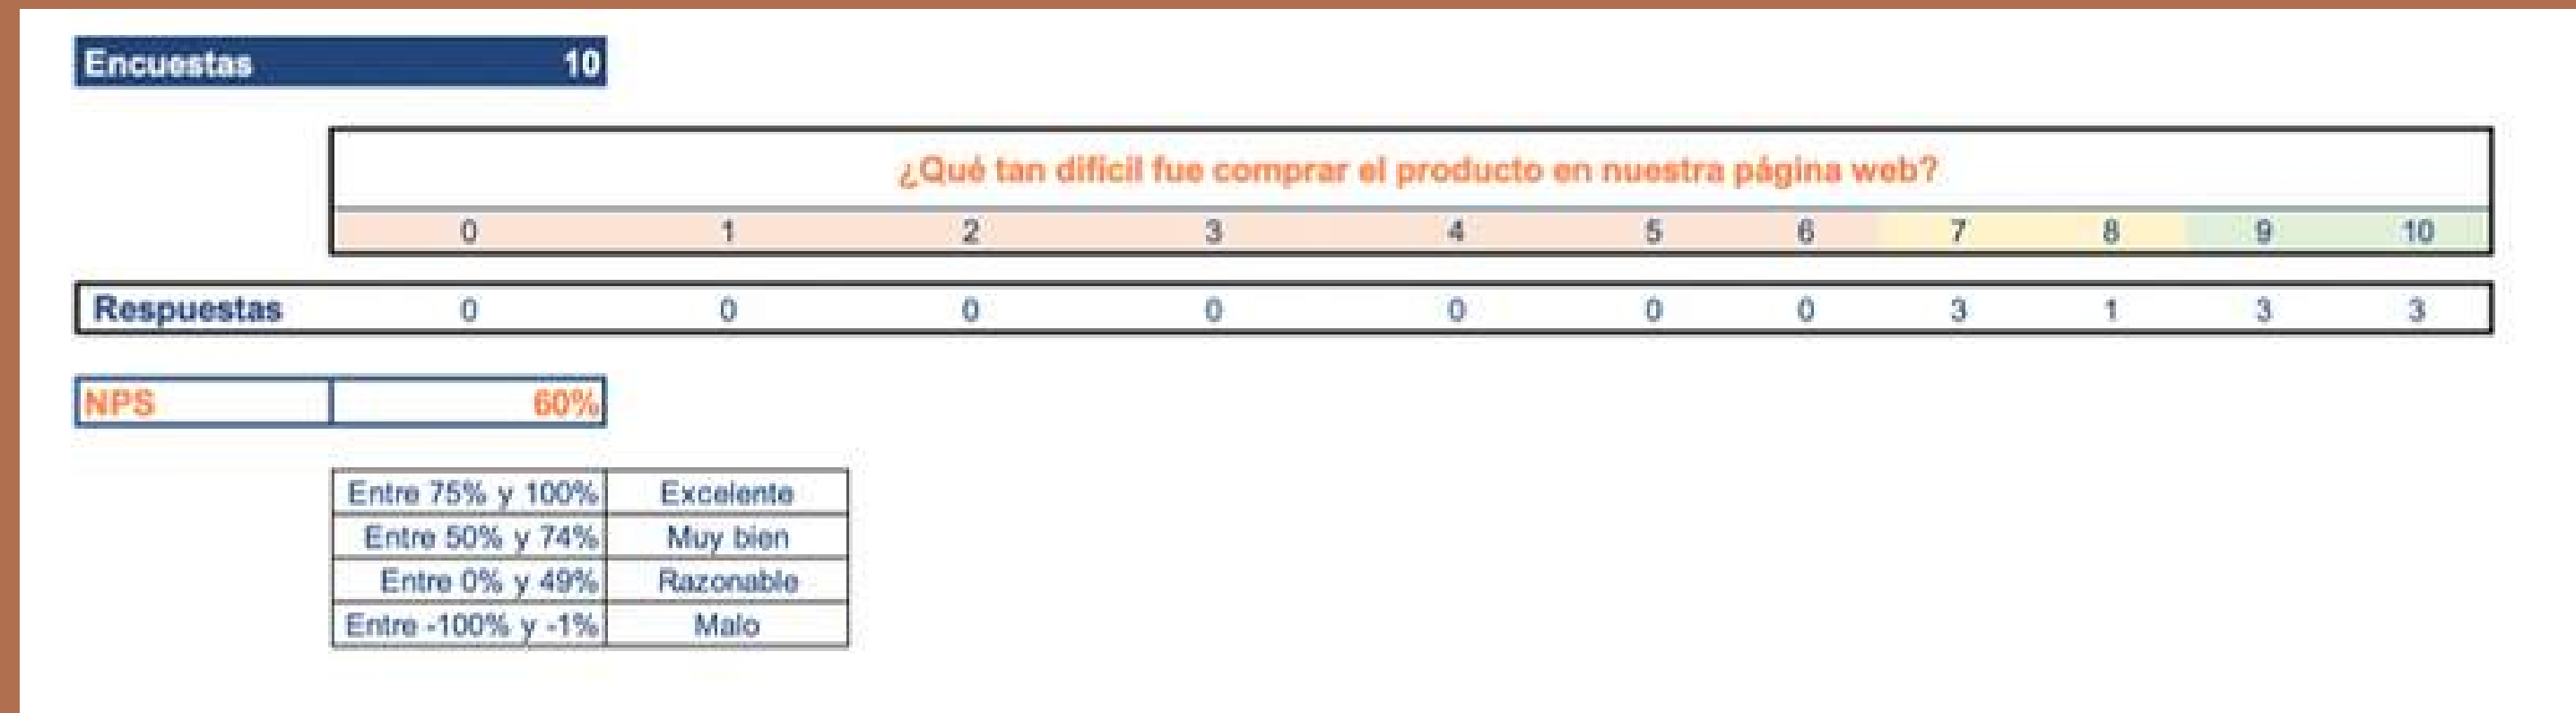 Encuestas 10
¿Qué tan difícil fue comprar el producto en nuestra página web?
0 1 2 3 4 5 6 7 8 9 10
Respuestas 0 0 0 0 0 0 0 3 1 3 3
NPS 60%
Entre 75% y 100% Excelente
Entre 50% y 74% Muy bien
Entre 0% y 49% Razonable
Entre -100% y -1% Malo